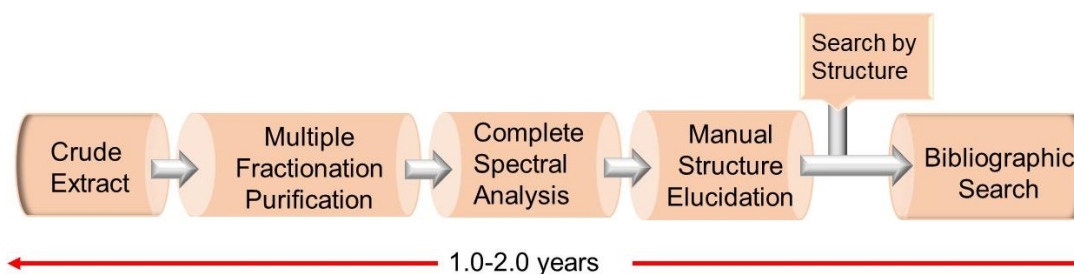 Search by
Structure
Crude
Extract
Multiple
Fractionation
Purification
Complete
Spectral
Analysis
Manual
Structure
Elucidation
Bibliographic
Search
1.0-2.0 years